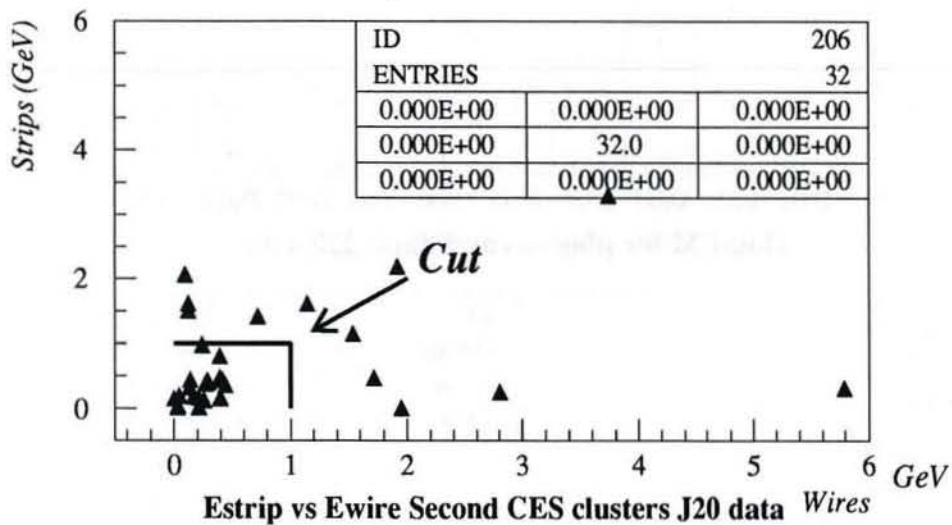 6
ID 206
ENTRIES 32
0.000E+00 0.000E+00 0.000E+00
0.000E+00 32.0 0.000E+00
0.000E+00 0.000E+00 0.000E+00
Strips (GeV)
4
Cut
2
0
0 1 2 3 4 5 6
GeV
Estrip vs Ewire Second CES clusters J20 data
Wires